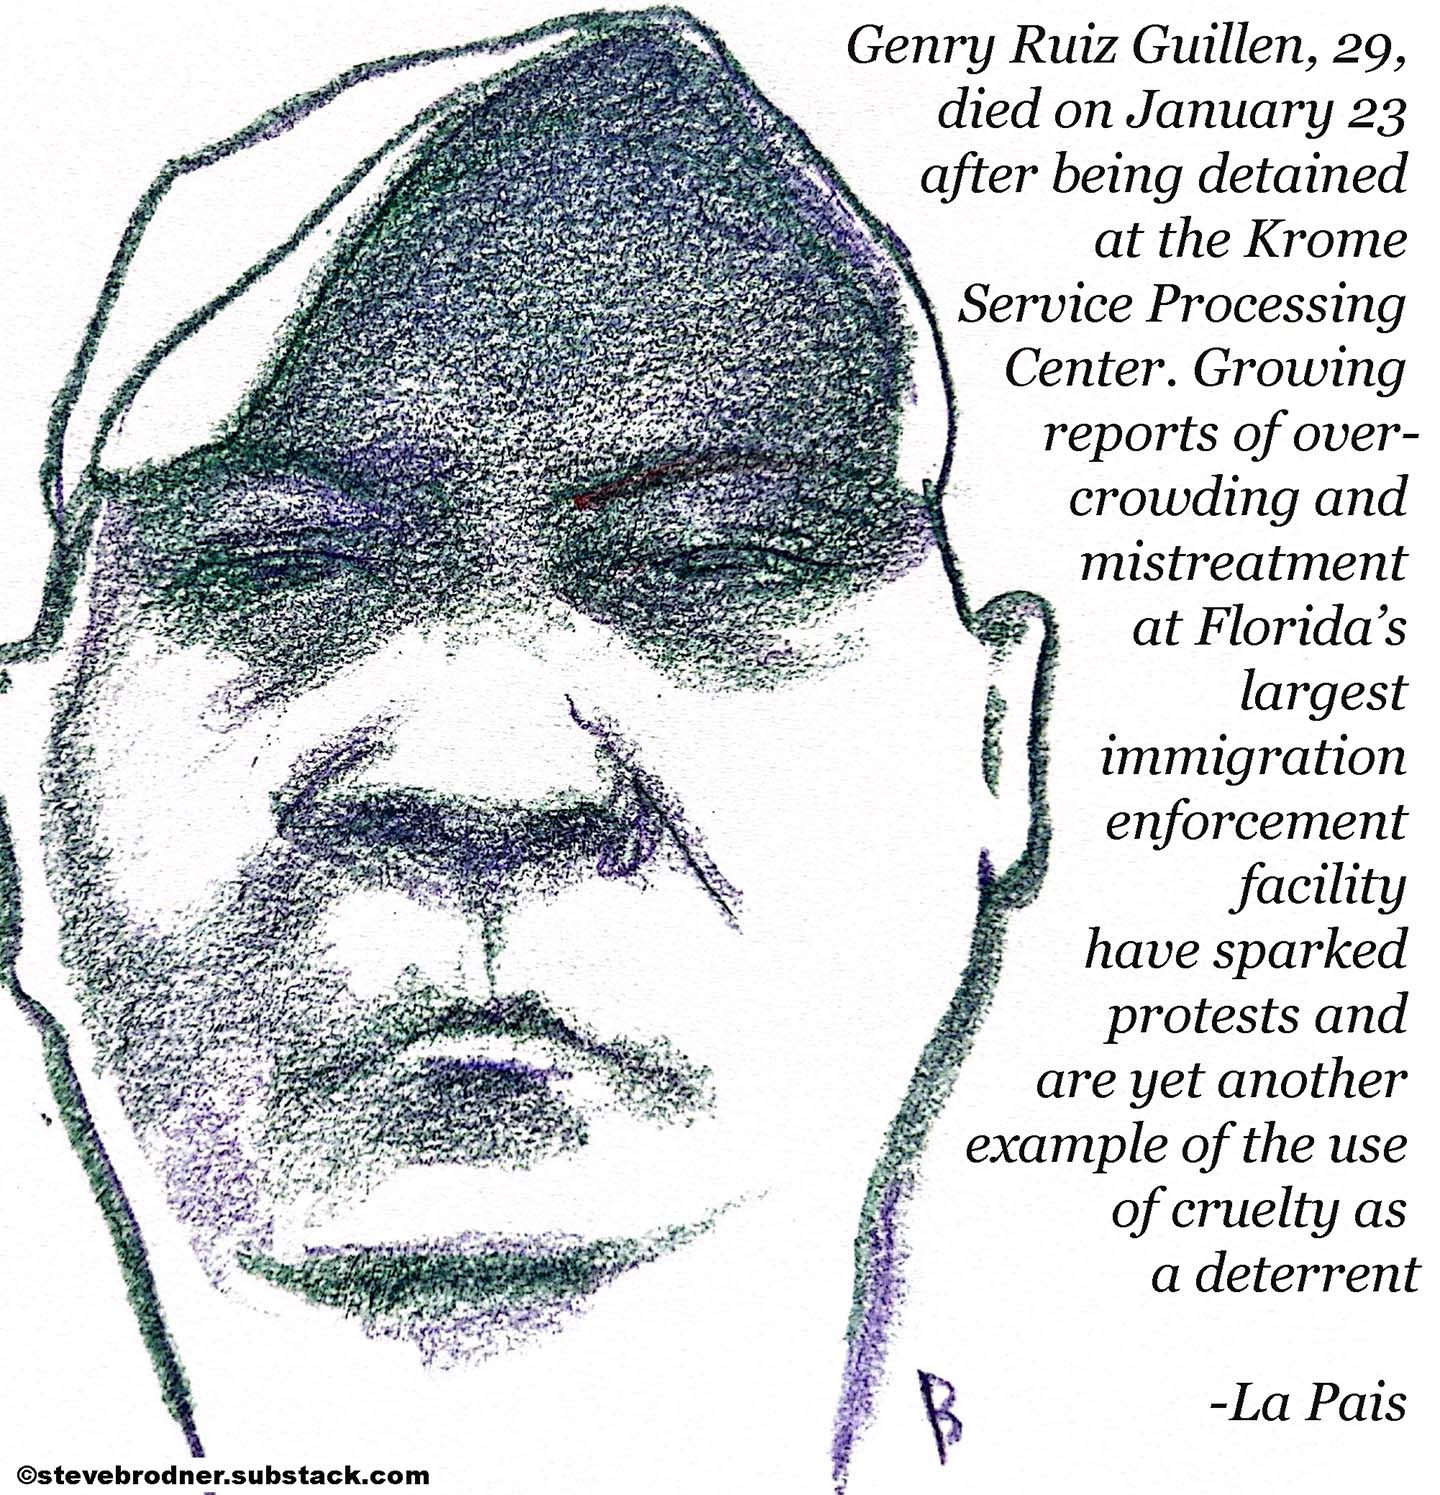 Genry Ruiz Guillen, 29,
died on January 23
after being detained
at the Krome
Service Processing
Center. Growing
reports of over-
crowding and
mistreatment
at Florida’s
largest
immigration
enforcement
facility
have sparked
protests and
are yet another
example of the use
of cruelty as
a deterrent
-La Pais
B
©stevebrodner.substack.com